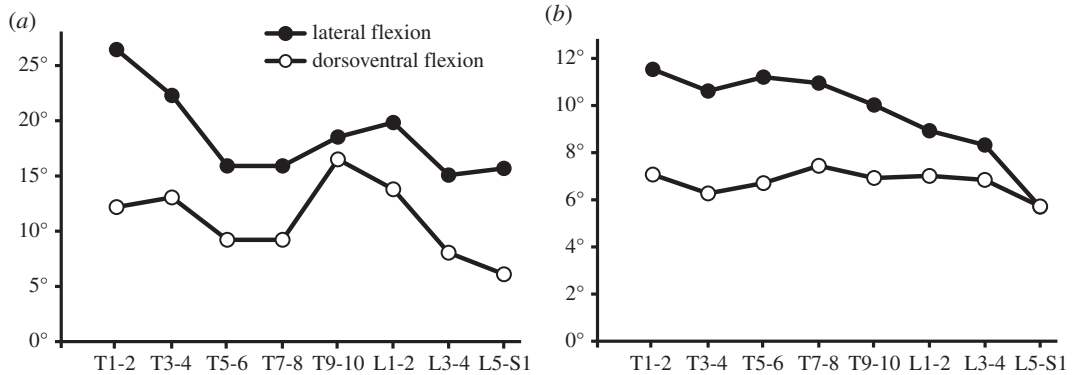 (a)
lateral flexion
dorsoventral flexion
25°
20°
15°
10°
5°
0°
T1-2 T3-4 T5-6 T7-8 T9-10 L1-2 L3-4 L5-S1
(b)
12°
10°
8°
6°
4°
2°
0°
T1-2 T3-4 T5-6 T7-8 T9-10 L1-2 L3-4 L5-S1